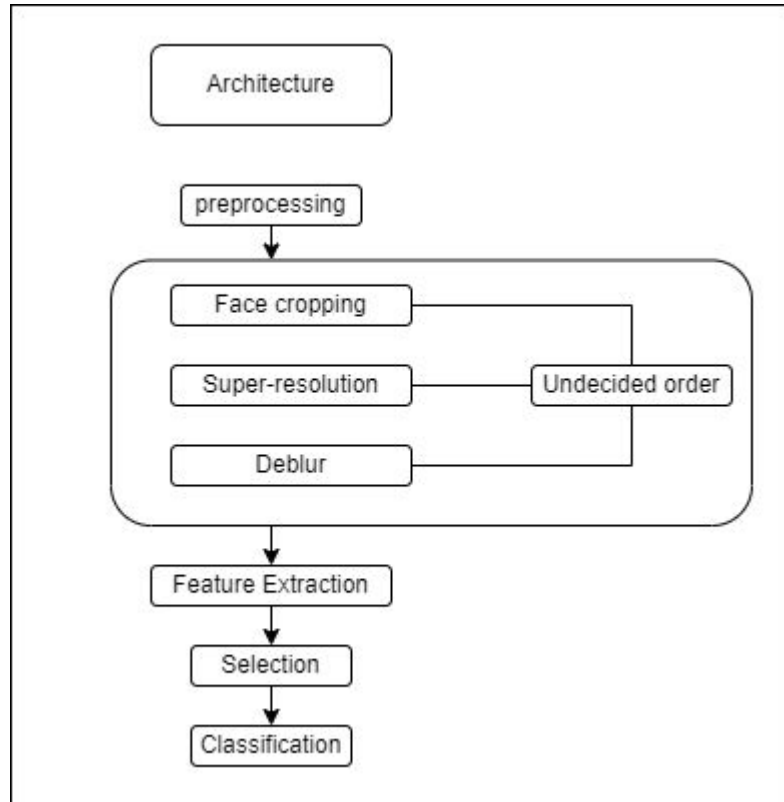 Architecture
preprocessing
Face cropping
Super-resolution
Undecided order
Deblur
Feature Extraction
Selection
Classification